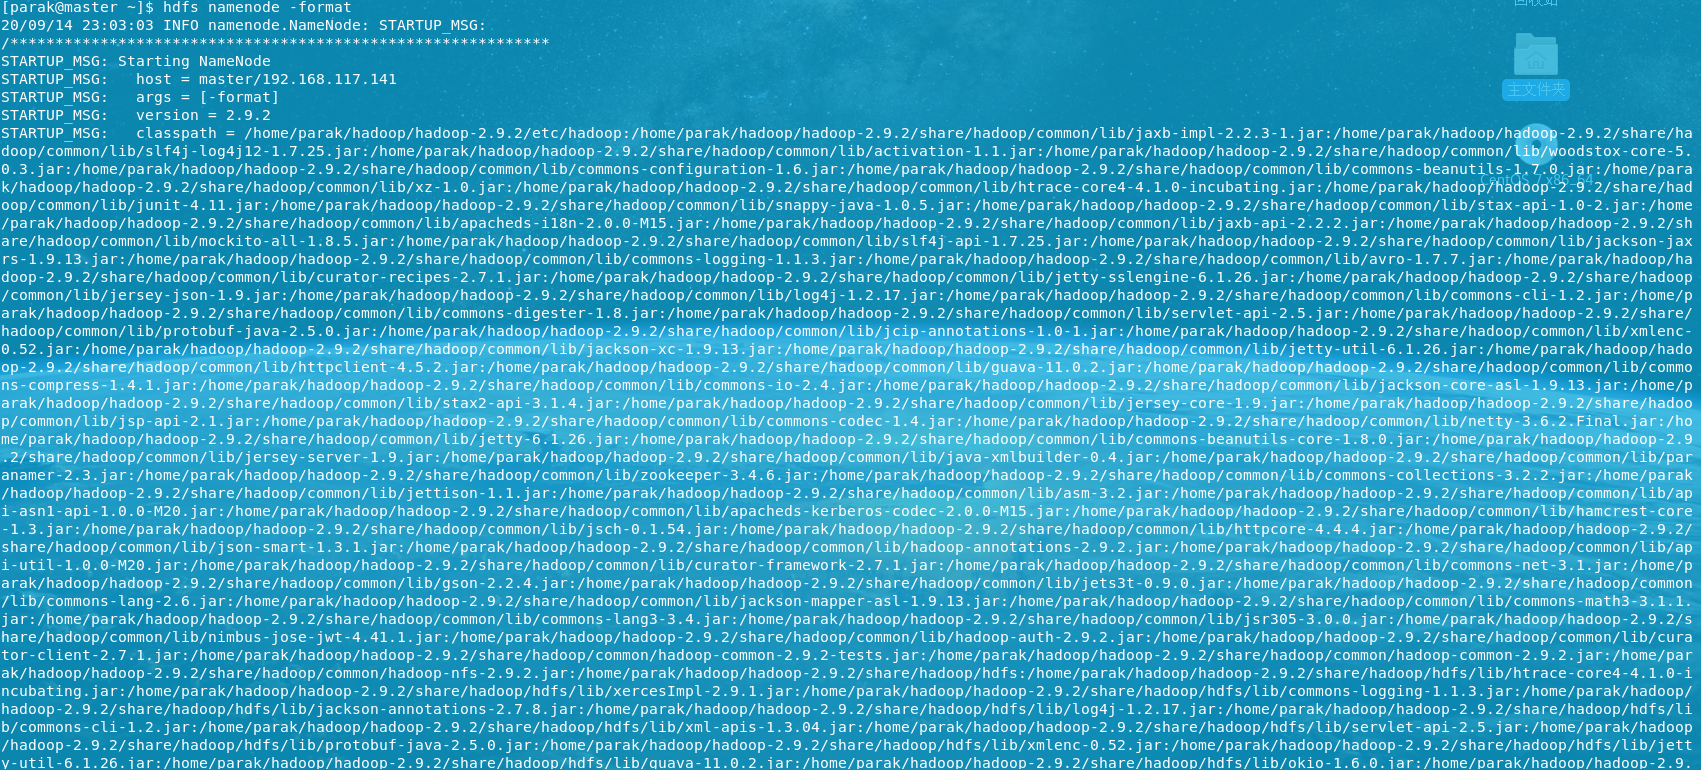 [parak@master ~]$ hdfs namenode -format
20/09/14 23:03:03 INFO namenode.NameNode: STARTUP_MSG:
/************************************************************
STARTUP_MSG: Starting NameNode
STARTUP_MSG:   host = master/192.168.117.141
STARTUP_MSG:   args = [-format]
STARTUP_MSG:   version = 2.9.2
STARTUP_MSG:   classpath = /home/parak/hadoop/hadoop-2.9.2/etc/hadoop:/home/parak/hadoop/hadoop-2.9.2/share/hadoop/common/lib/jaxb-impl-2.2.3-1.jar:/home/parak/hadoop/hadoop-2.9.2/share/ha
doop/common/lib/slf4j-log4j12-1.7.25.jar:/home/parak/hadoop/hadoop-2.9.2/share/hadoop/common/lib/activation-1.1.jar:/home/parak/hadoop/hadoop-2.9.2/share/hadoop/common/lib/woodstox-core-5.
0.3.jar:/home/parak/hadoop/hadoop-2.9.2/share/hadoop/common/lib/commons-configuration-1.6.jar:/home/parak/hadoop/hadoop-2.9.2/share/hadoop/common/lib/commons-beanutils-1.7.0.jar:/home/para
k/hadoop/hadoop-2.9.2/share/hadoop/common/lib/xz-1.0.jar:/home/parak/hadoop/hadoop-2.9.2/share/hadoop/common/lib/htrace-core4-4.1.0-incubating.jar:/home/parak/hadoop/hadoop-2.9.2/share/had
oop/common/lib/junit-4.11.jar:/home/parak/hadoop/hadoop-2.9.2/share/hadoop/common/lib/snappy-java-1.0.5.jar:/home/parak/hadoop/hadoop-2.9.2/share/hadoop/common/lib/stax-api-1.0-2.jar:/home
/parak/hadoop/hadoop-2.9.2/share/hadoop/common/lib/apacheds-i18n-2.0.0-M15.jar:/home/parak/hadoop/hadoop-2.9.2/share/hadoop/common/lib/jaxb-api-2.2.2.jar:/home/parak/hadoop/hadoop-2.9.2/sh
are/hadoop/common/lib/mockito-all-1.8.5.jar:/home/parak/hadoop/hadoop-2.9.2/share/hadoop/common/lib/slf4j-api-1.7.25.jar:/home/parak/hadoop/hadoop-2.9.2/share/hadoop/common/lib/jackson-jax
rs-1.9.13.jar:/home/parak/hadoop/hadoop-2.9.2/share/hadoop/common/lib/commons-logging-1.1.3.jar:/home/parak/hadoop/hadoop-2.9.2/share/hadoop/common/lib/avro-1.7.7.jar:/home/parak/hadoop/ha
doop-2.9.2/share/hadoop/common/lib/curator-recipes-2.7.1.jar:/home/parak/hadoop/hadoop-2.9.2/share/hadoop/common/lib/jetty-sslengine-6.1.26.jar:/home/parak/hadoop/hadoop-2.9.2/share/hadoop
/common/lib/jersey-json-1.9.jar:/home/parak/hadoop/hadoop-2.9.2/share/hadoop/common/lib/log4j-1.2.17.jar:/home/parak/hadoop/hadoop-2.9.2/share/hadoop/common/lib/commons-cli-1.2.jar:/home/p
arak/hadoop/hadoop-2.9.2/share/hadoop/common/lib/commons-digester-1.8.jar:/home/parak/hadoop/hadoop-2.9.2/share/hadoop/common/lib/servlet-api-2.5.jar:/home/parak/hadoop/hadoop-2.9.2/share/
hadoop/common/lib/protobuf-java-2.5.0.jar:/home/parak/hadoop/hadoop-2.9.2/share/hadoop/common/lib/jcip-annotations-1.0-1.jar:/home/parak/hadoop/hadoop-2.9.2/share/hadoop/common/lib/xmlenc-
0.52.jar:/home/parak/hadoop/hadoop-2.9.2/share/hadoop/common/lib/jackson-xc-1.9.13.jar:/home/parak/hadoop/hadoop-2.9.2/share/hadoop/common/lib/jetty-util-6.1.26.jar:/home/parak/hadoop/hado
op-2.9.2/share/hadoop/common/lib/httpclient-4.5.2.jar:/home/parak/hadoop/hadoop-2.9.2/share/hadoop/common/lib/guava-11.0.2.jar:/home/parak/hadoop/hadoop-2.9.2/share/hadoop/common/lib/commo
ns-compress-1.4.1.jar:/home/parak/hadoop/hadoop-2.9.2/share/hadoop/common/lib/commons-io-2.4.jar:/home/parak/hadoop/hadoop-2.9.2/share/hadoop/common/lib/jackson-core-asl-1.9.13.jar:/home/p
arak/hadoop/hadoop-2.9.2/share/hadoop/common/lib/stax2-api-3.1.4.jar:/home/parak/hadoop/hadoop-2.9.2/share/hadoop/common/lib/jersey-core-1.9.jar:/home/parak/hadoop/hadoop-2.9.2/share/hadoo
p/common/lib/jsp-api-2.1.jar:/home/parak/hadoop/hadoop-2.9.2/share/hadoop/common/lib/commons-codec-1.4.jar:/home/parak/hadoop/hadoop-2.9.2/share/hadoop/common/lib/netty-3.6.2.Final.jar:/ho
me/parak/hadoop/hadoop-2.9.2/share/hadoop/common/lib/jetty-6.1.26.jar:/home/parak/hadoop/hadoop-2.9.2/share/hadoop/common/lib/commons-beanutils-core-1.8.0.jar:/home/parak/hadoop/hadoop-2.9
.2/share/hadoop/common/lib/jersey-server-1.9.jar:/home/parak/hadoop/hadoop-2.9.2/share/hadoop/common/lib/java-xmlbuilder-0.4.jar:/home/parak/hadoop/hadoop-2.9.2/share/hadoop/common/lib/par
anamer-2.3.jar:/home/parak/hadoop/hadoop-2.9.2/share/hadoop/common/lib/zookeeper-3.4.6.jar:/home/parak/hadoop/hadoop-2.9.2/share/hadoop/common/lib/commons-collections-3.2.2.jar:/home/parak
/hadoop/hadoop-2.9.2/share/hadoop/common/lib/jettison-1.1.jar:/home/parak/hadoop/hadoop-2.9.2/share/hadoop/common/lib/asm-3.2.jar:/home/parak/hadoop/hadoop-2.9.2/share/hadoop/common/lib/ap
i-asn1-api-1.0.0-M20.jar:/home/parak/hadoop/hadoop-2.9.2/share/hadoop/common/lib/apacheds-kerberos-codec-2.0.0-M15.jar:/home/parak/hadoop/hadoop-2.9.2/share/hadoop/common/lib/hamcrest-core
-1.3.jar:/home/parak/hadoop/hadoop-2.9.2/share/hadoop/common/lib/jsch-0.1.54.jar:/home/parak/hadoop/hadoop-2.9.2/share/hadoop/common/lib/httpcore-4.4.4.jar:/home/parak/hadoop/hadoop-2.9.2/
share/hadoop/common/lib/json-smart-1.3.1.jar:/home/parak/hadoop/hadoop-2.9.2/share/hadoop/common/lib/hadoop-annotations-2.9.2.jar:/home/parak/hadoop/hadoop-2.9.2/share/hadoop/common/lib/ap
i-util-1.0.0-M20.jar:/home/parak/hadoop/hadoop-2.9.2/share/hadoop/common/lib/curator-framework-2.7.1.jar:/home/parak/hadoop/hadoop-2.9.2/share/hadoop/common/lib/commons-net-3.1.jar:/home/p
arak/hadoop/hadoop-2.9.2/share/hadoop/common/lib/gson-2.2.4.jar:/home/parak/hadoop/hadoop-2.9.2/share/hadoop/common/lib/jets3t-0.9.0.jar:/home/parak/hadoop/hadoop-2.9.2/share/hadoop/common
/lib/commons-lang-2.6.jar:/home/parak/hadoop/hadoop-2.9.2/share/hadoop/common/lib/jackson-mapper-asl-1.9.13.jar:/home/parak/hadoop/hadoop-2.9.2/share/hadoop/common/lib/commons-math3-3.1.1.
jar:/home/parak/hadoop/hadoop-2.9.2/share/hadoop/common/lib/commons-lang3-3.4.jar:/home/parak/hadoop/hadoop-2.9.2/share/hadoop/common/lib/jsr305-3.0.0.jar:/home/parak/hadoop/hadoop-2.9.2/s
hare/hadoop/common/lib/nimbus-jose-jwt-4.41.1.jar:/home/parak/hadoop/hadoop-2.9.2/share/hadoop/common/lib/hadoop-auth-2.9.2.jar:/home/parak/hadoop/hadoop-2.9.2/share/hadoop/common/lib/cura
tor-client-2.7.1.jar:/home/parak/hadoop/hadoop-2.9.2/share/hadoop/common/hadoop-common-2.9.2-tests.jar:/home/parak/hadoop/hadoop-2.9.2/share/hadoop/common/hadoop-common-2.9.2.jar:/home/par
ak/hadoop/hadoop-2.9.2/share/hadoop/common/hadoop-nfs-2.9.2.jar:/home/parak/hadoop/hadoop-2.9.2/share/hadoop/hdfs:/home/parak/hadoop/hadoop-2.9.2/share/hadoop/hdfs/lib/htrace-core4-4.1.0-i
ncubating.jar:/home/parak/hadoop/hadoop-2.9.2/share/hadoop/hdfs/lib/xercesImpl-2.9.1.jar:/home/parak/hadoop/hadoop-2.9.2/share/hadoop/hdfs/lib/commons-logging-1.1.3.jar:/home/parak/hadoop/
hadoop-2.9.2/share/hadoop/hdfs/lib/jackson-annotations-2.7.8.jar:/home/parak/hadoop/hadoop-2.9.2/share/hadoop/hdfs/lib/log4j-1.2.17.jar:/home/parak/hadoop/hadoop-2.9.2/share/hadoop/hdfs/li
b/commons-cli-1.2.jar:/home/parak/hadoop/hadoop-2.9.2/share/hadoop/hdfs/lib/xml-apis-1.3.04.jar:/home/parak/hadoop/hadoop-2.9.2/share/hadoop/hdfs/lib/servlet-api-2.5.jar:/home/parak/hadoop
/hadoop-2.9.2/share/hadoop/hdfs/lib/protobuf-java-2.5.0.jar:/home/parak/hadoop/hadoop-2.9.2/share/hadoop/hdfs/lib/xmlenc-0.52.jar:/home/parak/hadoop/hadoop-2.9.2/share/hadoop/hdfs/lib/jett
y-util-6.1.26.jar:/home/parak/hadoop/hadoop-2.9.2/share/hadoop/hdfs/lib/guava-11.0.2.jar:/home/parak/hadoop/hadoop-2.9.2/share/hadoop/hdfs/lib/okio-1.6.0.jar:/home/parak/hadoop/hadoop-2.9.
回收站
主文件夹
CentOS 7 x86_64